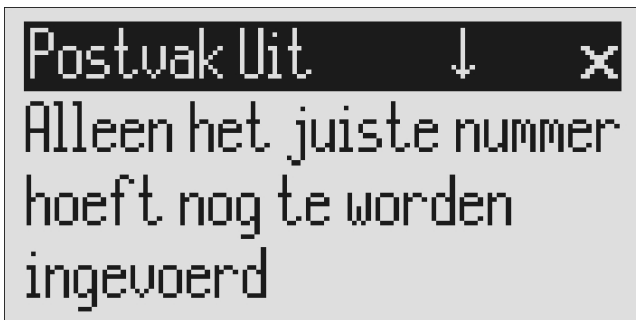 Postvak Uit ↓ x
Alleen het juiste nummer
hoeft nog te worden
ingevoerd